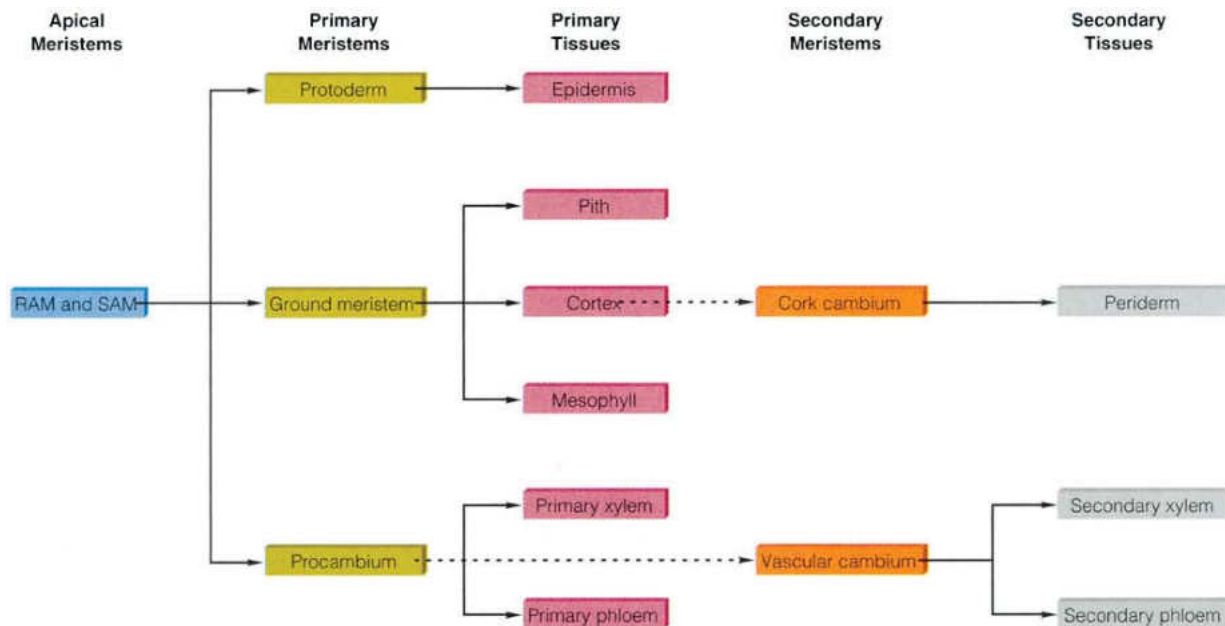 Apical
Meristems
Primary
Meristems
Primary
Tissues
Secondary
Meristems
Secondary
Tissues
Protoderm
Epidermis
Pith
RAM and SAM
Ground meristem
Cortex
Cork cambium
Periderm
Mesophyll
Primary xylem
Secondary xylem
Procambium
Vascular cambium
Primary phloem
Secondary phloem